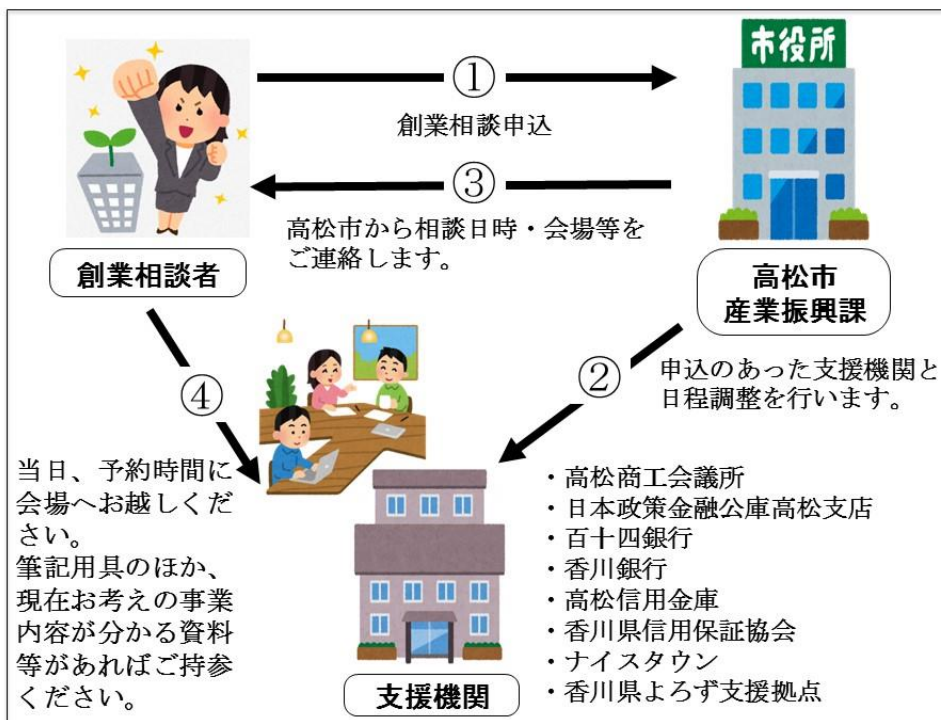 市役所
①
創業相談申込
③
高松市から相談日時・会場等を
ご連絡します。
創業相談者
高松市
産業振興課
②
申込のあった支援機関と
日程調整を行います。
④
当日、予約時間に
会場へお越しくだ
さい。
筆記用具のほか、
現在お考えの事業
内容が分かる資料
等があればご持参
ください。
・高松商工会議所
・日本政策金融公庫高松支店
・百十四銀行
・香川銀行
・高松信用金庫
・香川県信用保証協会
・ナイスタウン
・香川県よろず支援拠点
支援機関